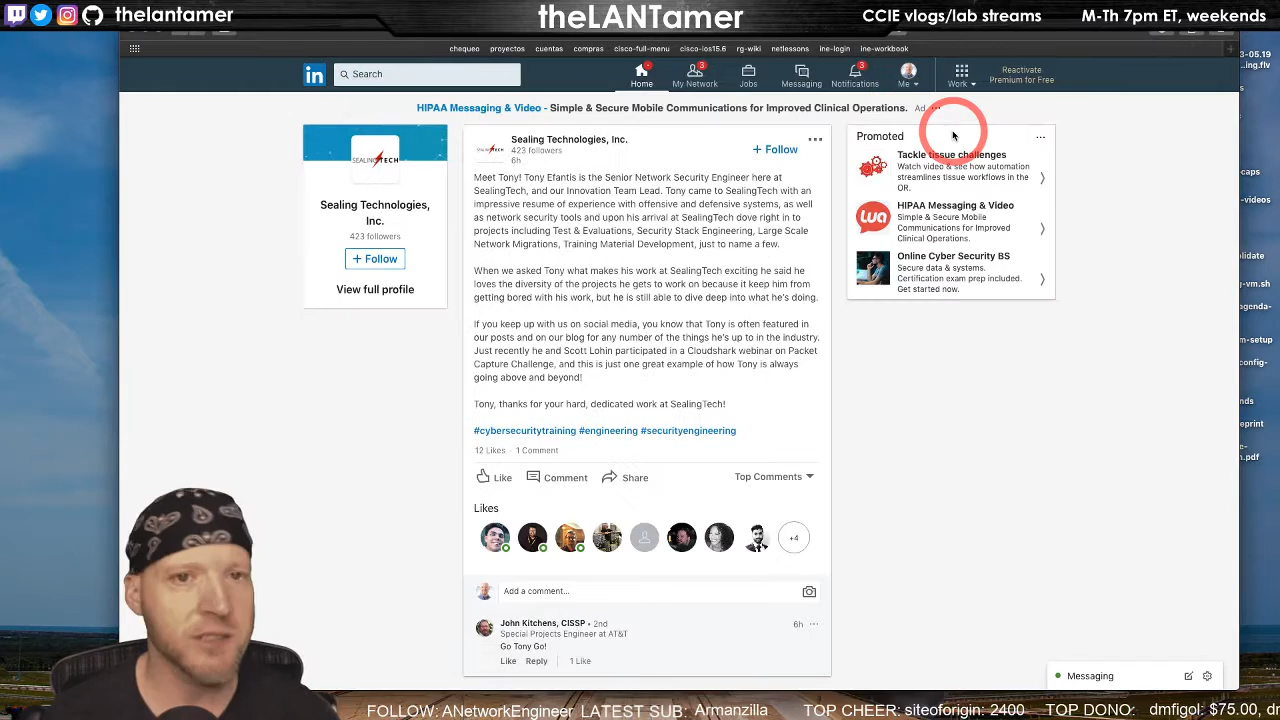 thelantamer
theLANTamer
CCIE vlogs/lab streams
M-Th 7pm ET, weekends
chequeo
proyectos
cuentas
compras
cisco-full-menu
cisco-ios15.6
rg-wiki
netlessons
ine-login
ine-workbook
in
Search
Home
3
My Network
Jobs
Messaging
3
Notifications
Me
Work
Reactivate
Premium for Free
HIPAA Messaging & Video - Simple & Secure Mobile Communications for Improved Clinical Operations. Ad ...
SEALINGTECH
Sealing Technologies,
Inc.
423 followers
+ Follow
View full profile
Sealing Technologies, Inc.
423 followers
6h
+ Follow
Meet Tony! Tony Efantis is the Senior Network Security Engineer here at
SealingTech, and our Innovation Team Lead. Tony came to SealingTech with an
impressive resume of experience with offensive and defensive systems, as well
as network security tools and upon his arrival at SealingTech dove right in to
projects including Test & Evaluations, Security Stack Engineering, Large Scale
Network Migrations, Training Material Development, just to name a few.
When we asked Tony what makes his work at SealingTech exciting he said he
loves the diversity of the projects he gets to work on because it keep him from
getting bored with his work, but he is still able to dive deep into what he's doing.
If you keep up with us on social media, you know that Tony is often featured in
our posts and on our blog for any number of the things he's up to in the industry.
Just recently he and Scott Lohin participated in a Cloudshark webinar on Packet
Capture Challenge, and this is just one great example of how Tony is always
going above and beyond!
Tony, thanks for your hard, dedicated work at SealingTech!
#cybersecuritytraining #engineering #securityengineering
12 Likes · 1 Comment
Like
Comment
Share
Top Comments
Likes
+4
Add a comment...
John Kitchens, CISSP • 2nd
6h
Special Projects Engineer at AT&T
Go Tony Go!
Like
Reply
1 Like
Promoted
Tackle tissue challenges
Watch video & see how automation
streamlines tissue workflows in the
OR.
Lua
HIPAA Messaging & Video
Simple & Secure Mobile
Communications for Improved
Clinical Operations.
Online Cyber Security BS
Secure data & systems.
Certification exam prep included.
Get started now.
Messaging
FOLLOW: ANetworkEngineer
LATEST SUB: Armanzilla
TOP CHEER: siteoforigin: 2400
TOP DONO: dmfigol: $75.00,